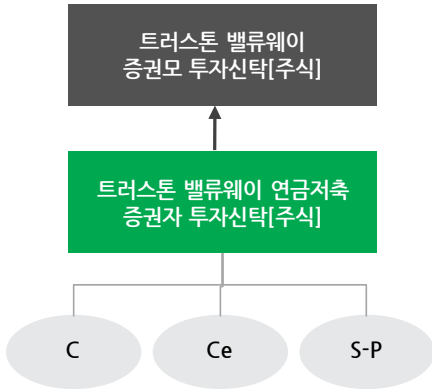 트러스톤 밸류웨이
증권모 투자신탁[주식]
트러스톤 밸류웨이 연금저축
증권자 투자신탁[주식]
C
Ce
S-P